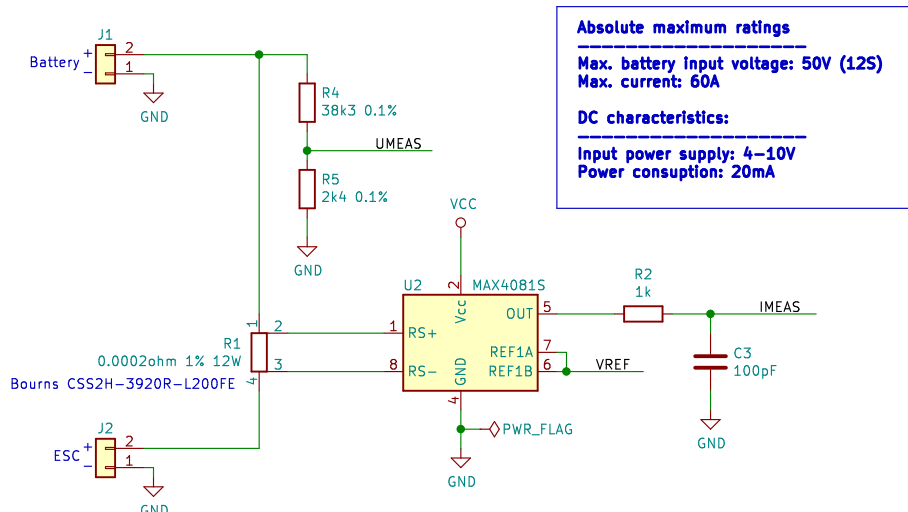 Absolute maximum ratings
Max. battery input voltage: 50V (12S)
Max. current: 60A
DC characteristics:
Input power supply: 4–10V
Power consuption: 20mA
J1
Battery
+
–
2
1
GND
R4
38k3 0.1%
UMEAS
R5
2k4 0.1%
GND
VCC
U2
MAX4081S
2
Vcc
1
RS+
8
RS-
GND
4
OUT
5
REF1A
7
REF1B
6
VREF
R2
1k
IMEAS
C3
100pF
GND
PWR_FLAG
GND
1
2
R1
0.0002ohm 1% 12W
3
4
Bourns CSS2H-3920R-L200FE
J2
ESC
+
–
2
1
GND